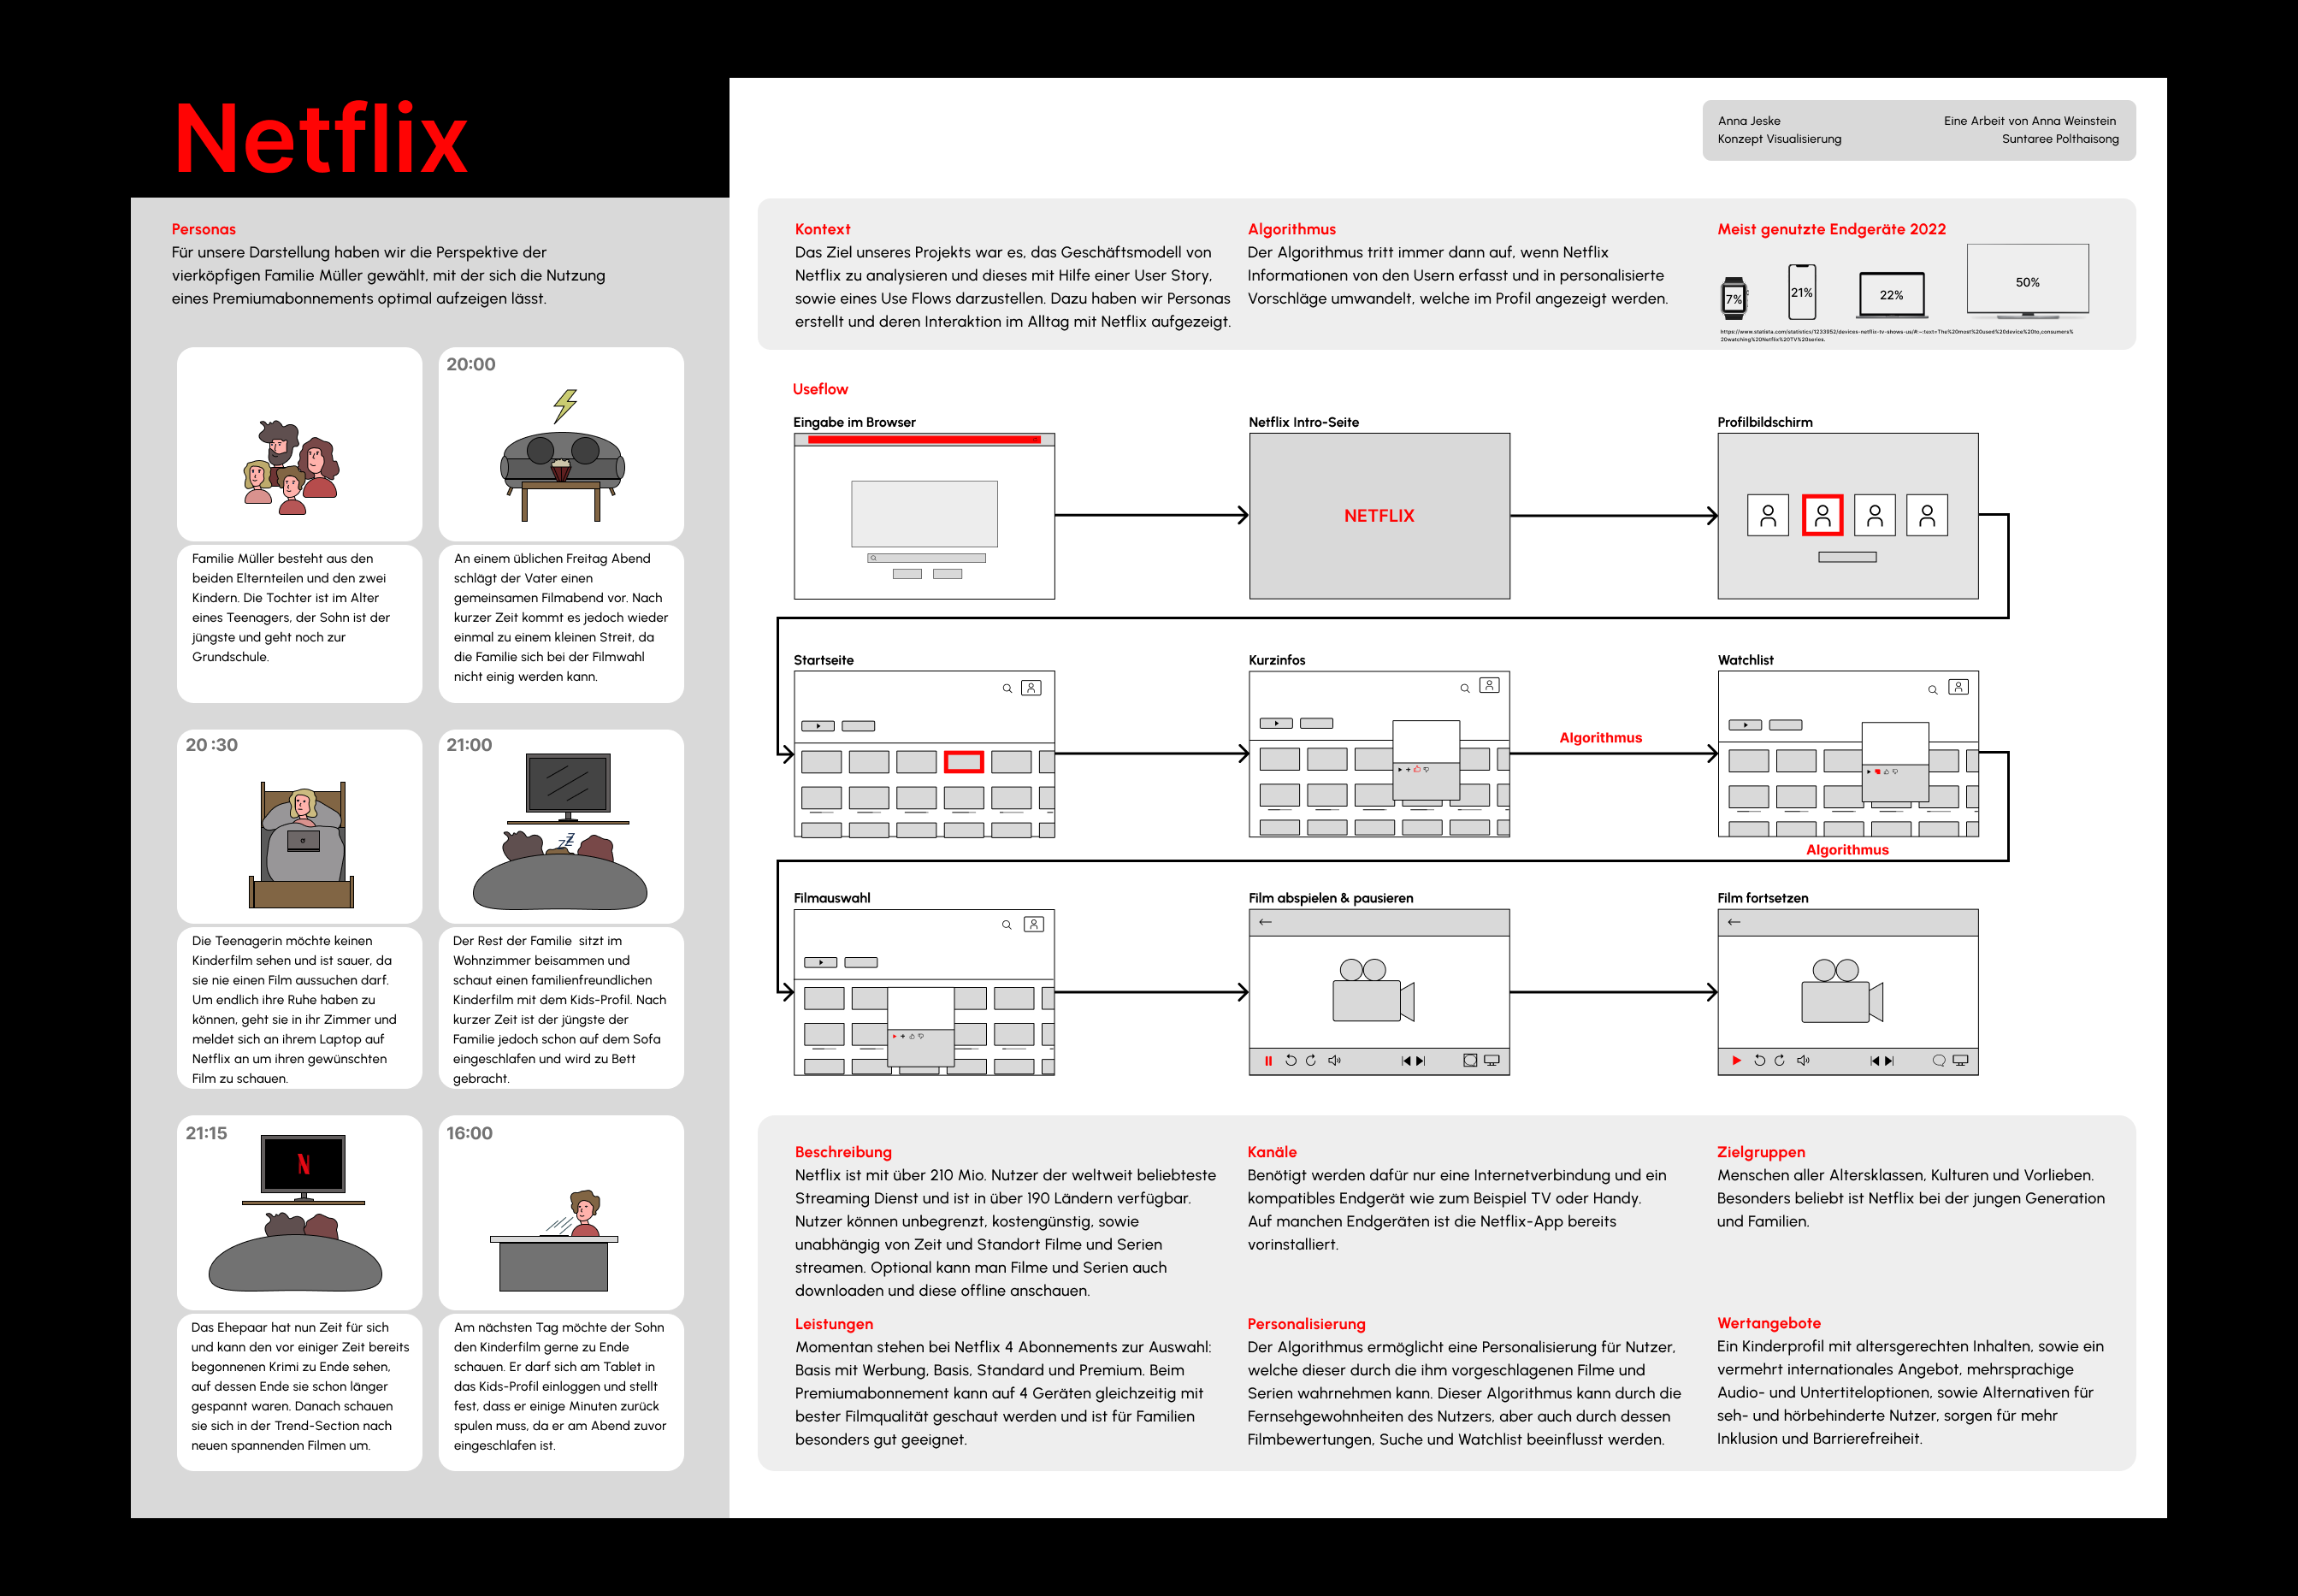 Netflix
Anna Jeske
Konzept Visualisierung
Eine Arbeit von Anna Weinstein
Suntaree Polthaisong
Personas
Für unsere Darstellung haben wir die Perspektive der
vierköpfigen Familie Müller gewählt, mit der sich die Nutzung
eines Premiumabonnements optimal aufzeigen lässt.
Familie Müller besteht aus den
beiden Elternteilen und den zwei
Kindern. Die Tochter ist im Alter
eines Teenagers, der Sohn ist der
jüngste und geht noch zur
Grundschule.
20:00
An einem üblichen Freitag Abend
schlägt der Vater einen
gemeinsamen Filmabend vor. Nach
kurzer Zeit kommt es jedoch wieder
einmal zu einem kleinen Streit, da
die Familie sich bei der Filmwahl
nicht einig werden kann.
20:30
Die Teenagerin möchte keinen
Kinderfilm sehen und ist sauer, da
sie nie einen Film aussuchen darf.
Um endlich ihre Ruhe haben zu
können, geht sie in ihr Zimmer und
meldet sich an ihrem Laptop auf
Netflix an um ihren gewünschten
Film zu schauen.
21:00
ZZ
Der Rest der Familie sitzt im
Wohnzimmer beisammen und
schaut einen familienfreundlichen
Kinderfilm mit dem Kids-Profil. Nach
kurzer Zeit ist der jüngste der
Familie jedoch schon auf dem Sofa
eingeschlafen und wird zu Bett
gebracht.
21:15
N
Das Ehepaar hat nun Zeit für sich
und kann den vor einiger Zeit bereits
begonnenen Krimi zu Ende sehen,
auf dessen Ende sie schon länger
gespannt waren. Danach schauen
sie sich in der Trend-Section nach
neuen spannenden Filmen um.
16:00
Am nächsten Tag möchte der Sohn
den Kinderfilm gerne zu Ende
schauen. Er darf sich am Tablet in
das Kids-Profil einloggen und stellt
fest, dass er einige Minuten zurück
spulen muss, da er am Abend zuvor
eingeschlafen ist.
Kontext
Das Ziel unseres Projekts war es, das Geschäftsmodell von
Netflix zu analysieren und dieses mit Hilfe einer User Story,
sowie eines Use Flows darzustellen. Dazu haben wir Personas
erstellt und deren Interaktion im Alltag mit Netflix aufgezeigt.
Algorithmus
Der Algorithmus tritt immer dann auf, wenn Netflix
Informationen von den Usern erfasst und in personalisierte
Vorschläge umwandelt, welche im Profil angezeigt werden.
Meist genutzte Endgeräte 2022
7%
21%
22%
50%
https://www.statista.com/statistics/1233952/devices-netflix-tv-shows-us/#:~:text=The%20most%20used%20device%20to,consumers%
20watching%20Netflix%20TV%20series.
Useflow
Eingabe im Browser
Netflix Intro-Seite
NETFLIX
Profilbildschirm
Startseite
Kurzinfos
Algorithmus
Watchlist
Algorithmus
Filmauswahl
Film abspielen & pausieren
Film fortsetzen
Beschreibung
Netflix ist mit über 210 Mio. Nutzer der weltweit beliebteste
Streaming Dienst und ist in über 190 Ländern verfügbar.
Nutzer können unbegrenzt, kostengünstig, sowie
unabhängig von Zeit und Standort Filme und Serien
streamen. Optional kann man Filme und Serien auch
downloaden und diese offline anschauen.
Kanäle
Benötigt werden dafür nur eine Internetverbindung und ein
kompatibles Endgerät wie zum Beispiel TV oder Handy.
Auf manchen Endgeräten ist die Netflix-App bereits
vorinstalliert.
Zielgruppen
Menschen aller Altersklassen, Kulturen und Vorlieben.
Besonders beliebt ist Netflix bei der jungen Generation
und Familien.
Leistungen
Momentan stehen bei Netflix 4 Abonnements zur Auswahl:
Basis mit Werbung, Basis, Standard und Premium. Beim
Premiumabonnement kann auf 4 Geräten gleichzeitig mit
bester Filmqualität geschaut werden und ist für Familien
besonders gut geeignet.
Personalisierung
Der Algorithmus ermöglicht eine Personalisierung für Nutzer,
welche dieser durch die ihm vorgeschlagenen Filme und
Serien wahrnehmen kann. Dieser Algorithmus kann durch die
Fernsehgewohnheiten des Nutzers, aber auch durch dessen
Filmbewertungen, Suche und Watchlist beeinflusst werden.
Wertangebote
Ein Kinderprofil mit altersgerechten Inhalten, sowie ein
vermehrt internationales Angebot, mehrsprachige
Audio- und Untertiteloptionen, sowie Alternativen für
seh- und hörbehinderte Nutzer, sorgen für mehr
Inklusion und Barrierefreiheit.